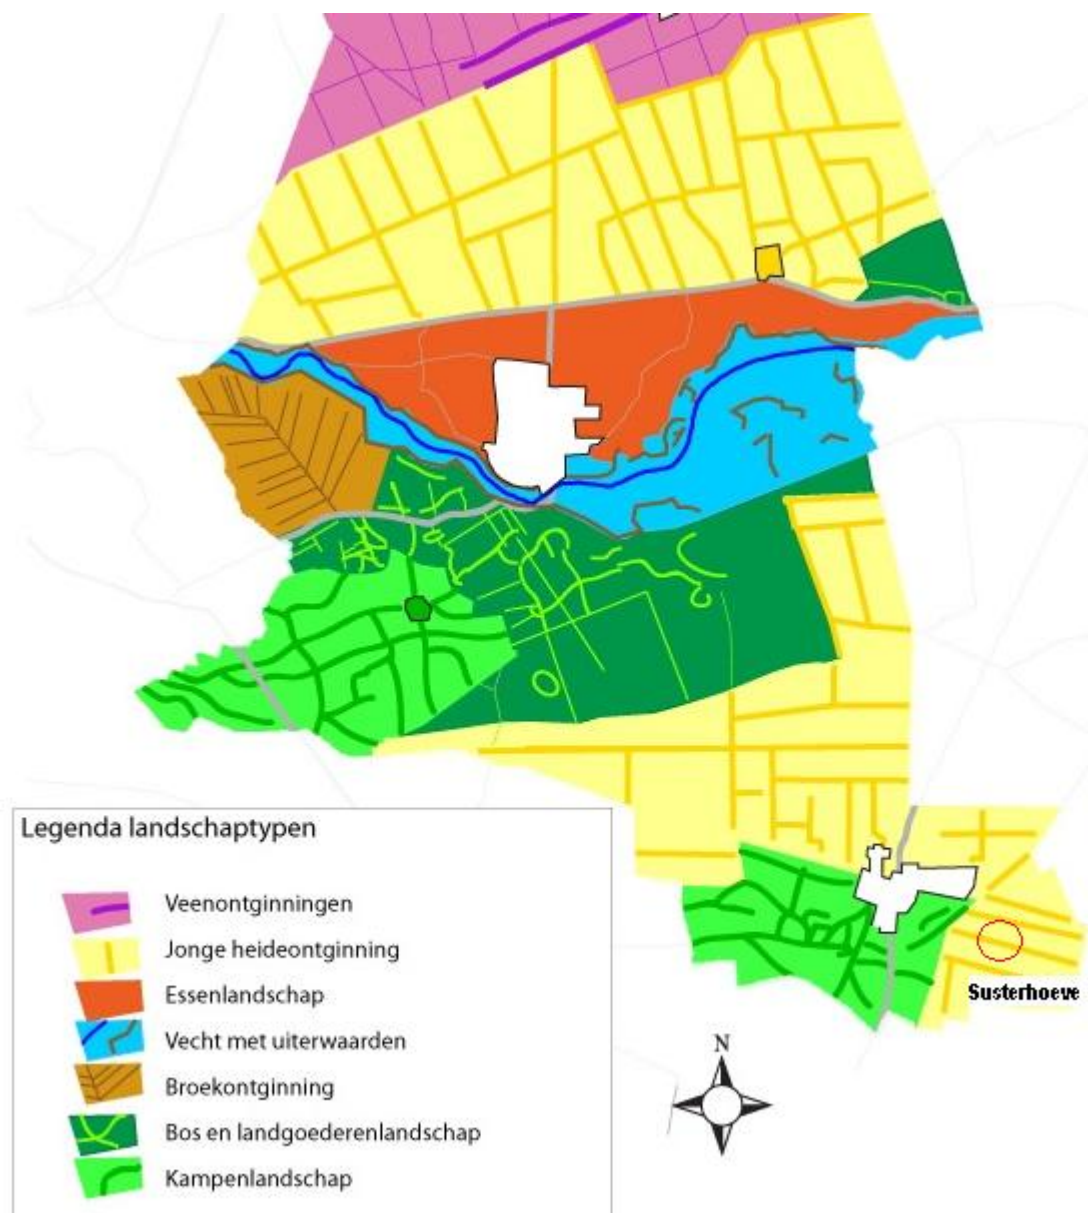 Legenda landschaptypen
Veenontginningen
Jonge heideontginning
Essenlandschap
Vecht met uiterwaarden
Broekontginning
Bos en landgoederenlandschap
Kampenlandschap
Susterhoeve
N